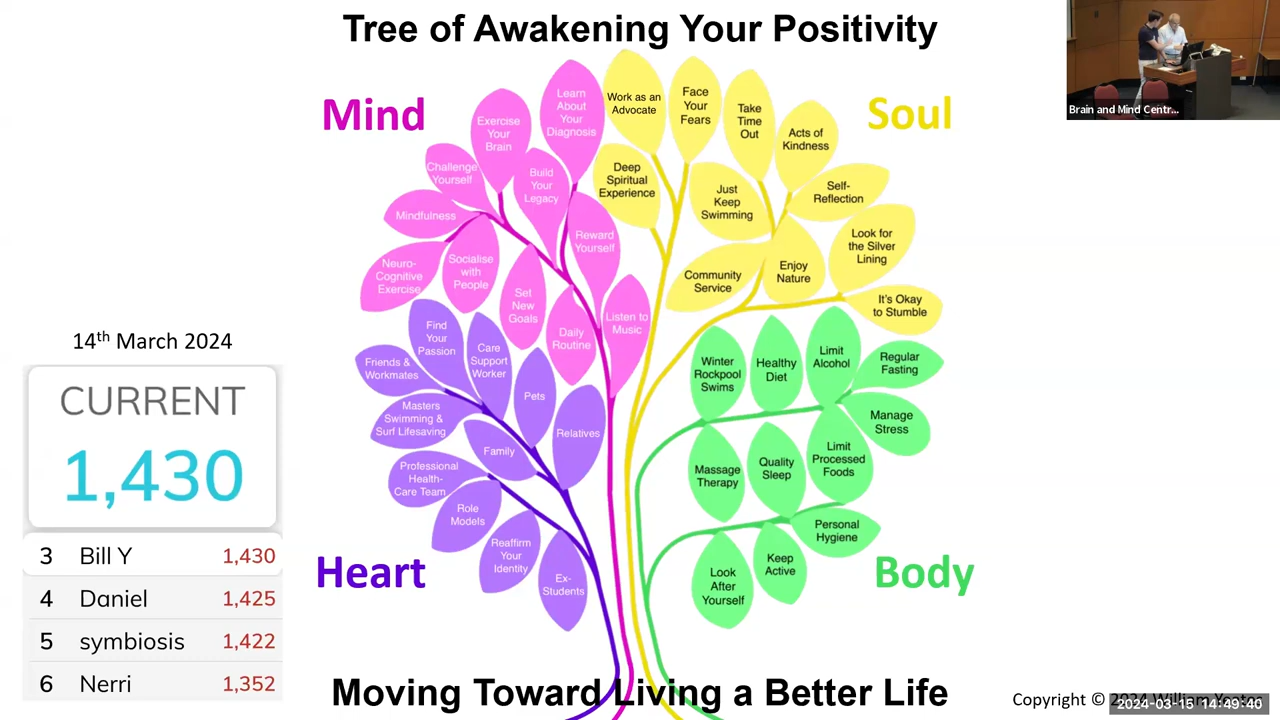 Tree of Awakening Your Positivity
Mind
Soul
Learn
About
Your
Diagnosis
Exercise
Your
Brain
Challenge
Yourself
Build
Your
Legacy
Mindfulness
Reward
Yourself
Neuro-
Cognitive
Exercise
Socialise
with
People
Set
New
Goals
Daily
Routine
Listen to
Music
Work as an
Advocate
Face
Your
Fears
Take
Time
Out
Acts of
Kindness
Deep
Spiritual
Experience
Just
Keep
Swimming
Self-
Reflection
Look for
the Silver
Lining
Community
Service
Enjoy
Nature
It's Okay
to Stumble
Find
Your
Passion
Care
Support
Worker
Friends &
Workmates
Pets
Masters
Swimming &
Surf Lifesaving
Relatives
Family
Professional
Health-
Care Team
Role
Models
Reaffirm
Your
Identity
Ex-
Students
Winter
Rockpool
Swims
Healthy
Diet
Limit
Alcohol
Regular
Fasting
Manage
Stress
Massage
Therapy
Quality
Sleep
Limit
Processed
Foods
Personal
Hygiene
Look
After
Yourself
Keep
Active
Heart
Body
14th March 2024
CURRENT
1,430
3 Bill Y 1,430
4 Daniel 1,425
5 symbiosis 1,422
6 Nerri 1,352
Moving Toward Living a Better Life
Copyright © 2024 William
2024-03-15 14:49:40
Brain and Mind Centr...